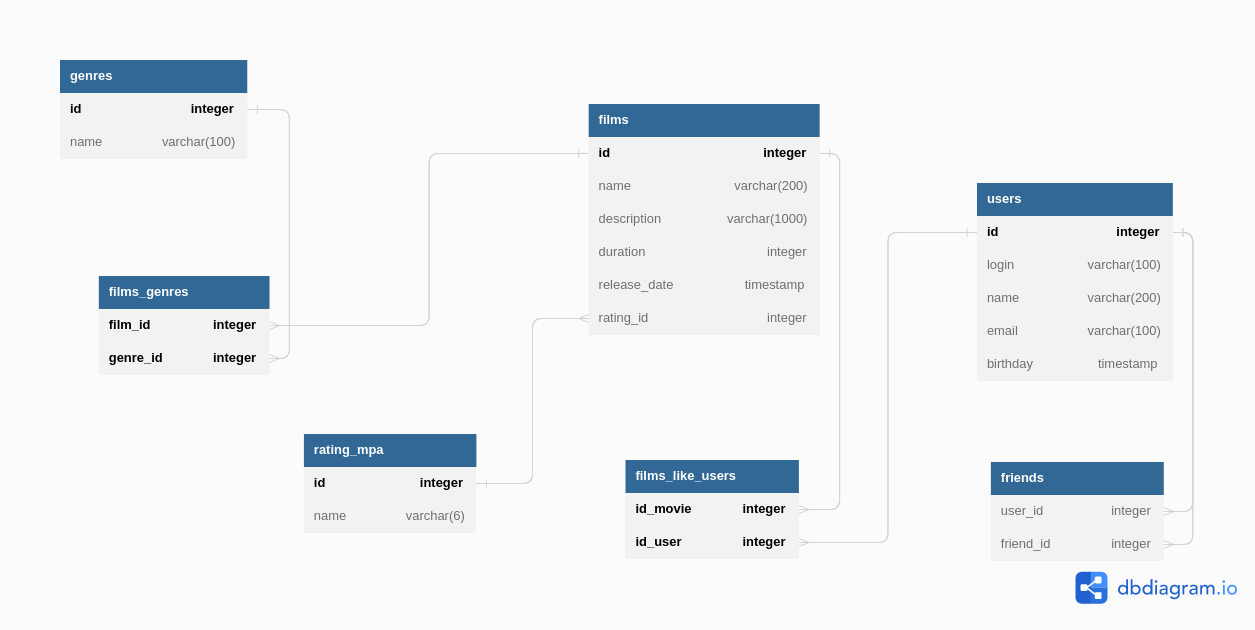 genres
id integer
name varchar(100)
films
id integer
name varchar(200)
description varchar(1000)
duration integer
release_date timestamp
rating_id integer
users
id integer
login varchar(100)
name varchar(200)
email varchar(100)
birthday timestamp
films_genres
film_id integer
genre_id integer
rating_mpa
id integer
name varchar(6)
films_like_users
id_movie integer
id_user integer
friends
user_id integer
friend_id integer
dbdiagram.io